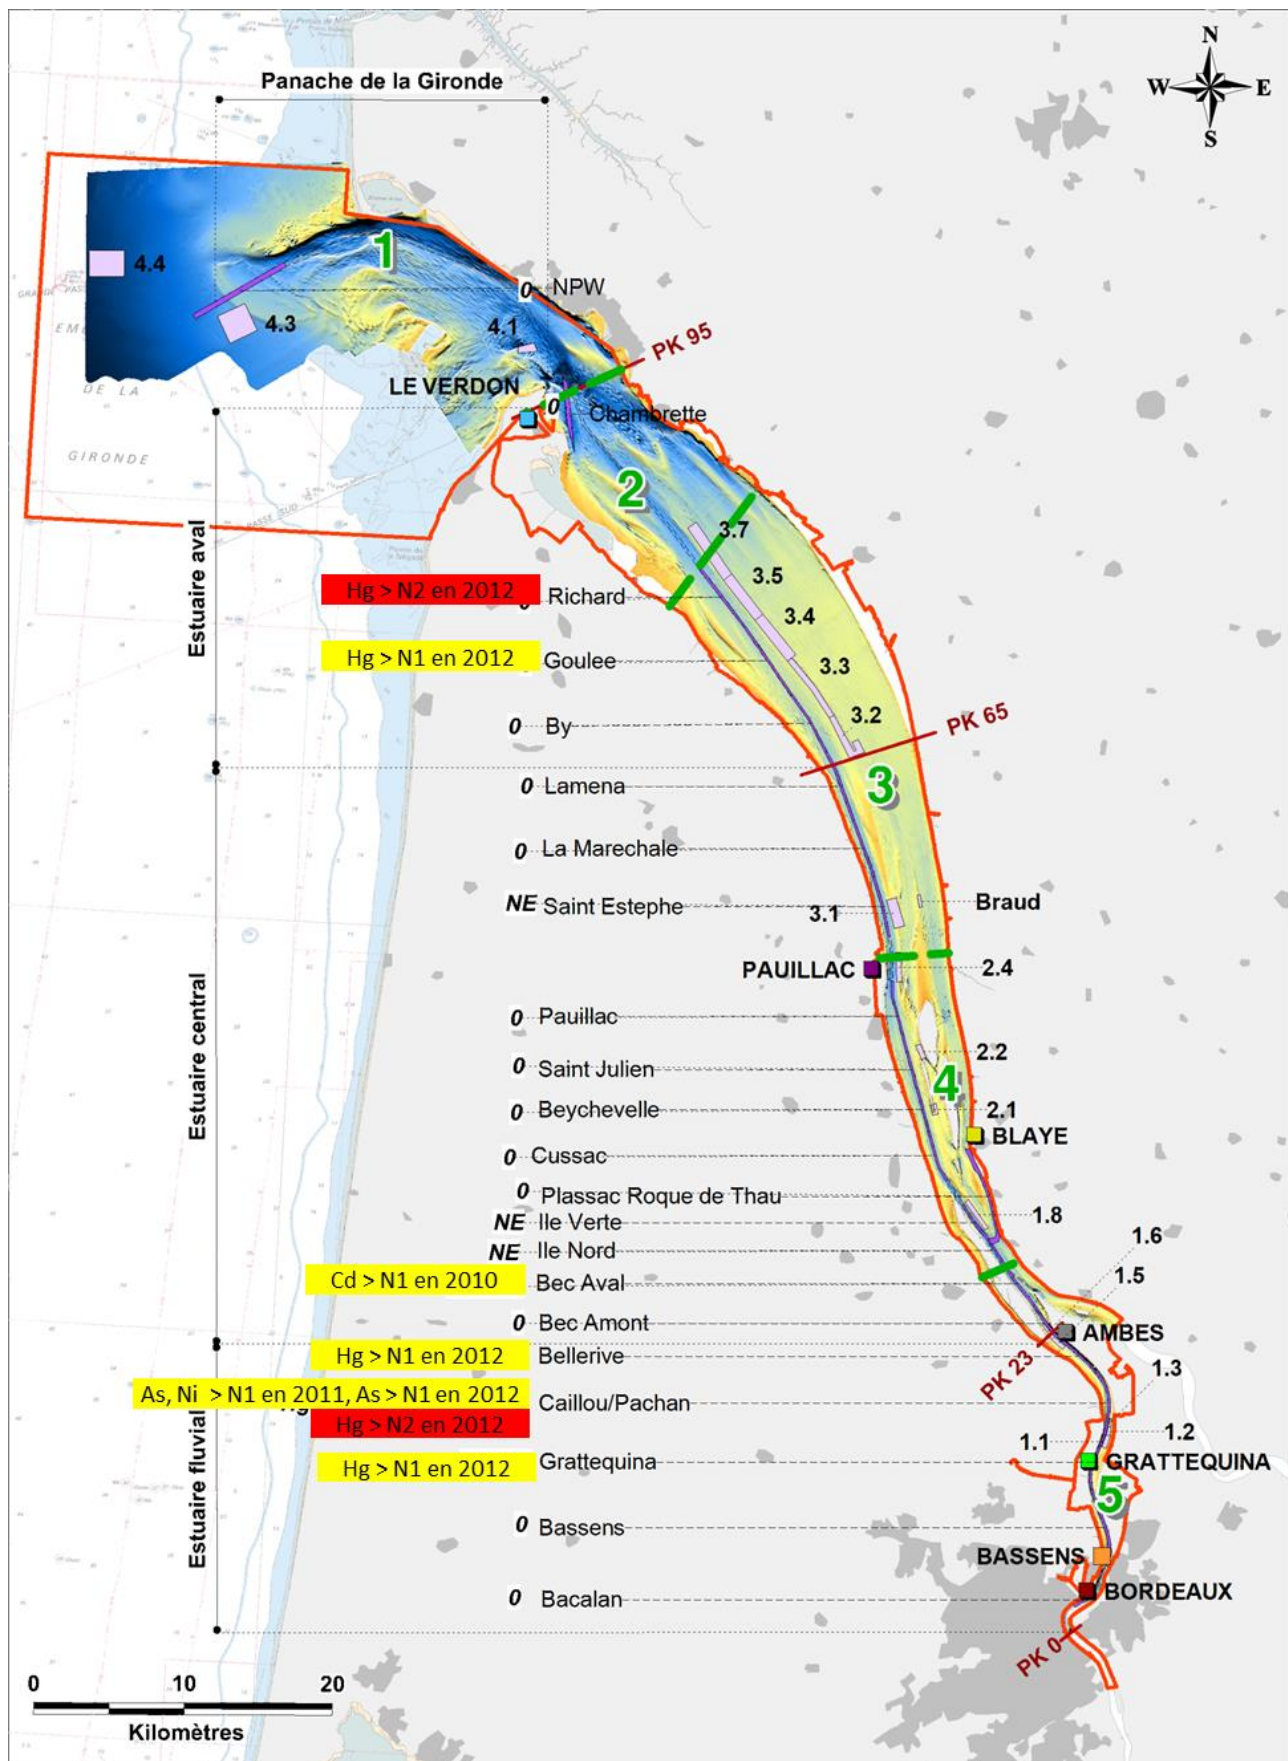 N
W E
S
Panache de la Gironde
1
4.4
4.3
4.1
0 NPW
PK 95
LE VERDON
0 Chambrette
DE LA
GIRONDE
PASSE SUD
2
3.7
Estuaire aval
Hg > N2 en 2012 Richard
3.5
3.4
Hg > N1 en 2012 Goulee
3.3
3.2
0 By
PK 65
0 Lamena
3
0 La Marechale
NE Saint Estephe
3.1
Braud
PAUILLAC
2.4
Estuaire central
0 Pauillac
0 Saint Julien
2.2
4
0 Beychevelle
2.1
BLAYE
0 Cussac
0 Plassac Roque de Thau
NE Ile Verte
1.8
NE Ile Nord
1.6
Cd > N1 en 2010 Bec Aval
1.5
0 Bec Amont
AMBES
Hg > N1 en 2012 Bellerive
PK 23
1.3
As, Ni > N1 en 2011, As > N1 en 2012 Caillou/Pachan
Hg > N2 en 2012
1.2
1.1
Hg > N1 en 2012 Grattequina
GRATTEQUINA
5
Estuaire fluvial
0 Bassens
BASSENS
0 Bacalan
BORDEAUX
PK 0
0 10 20
Kilomètres